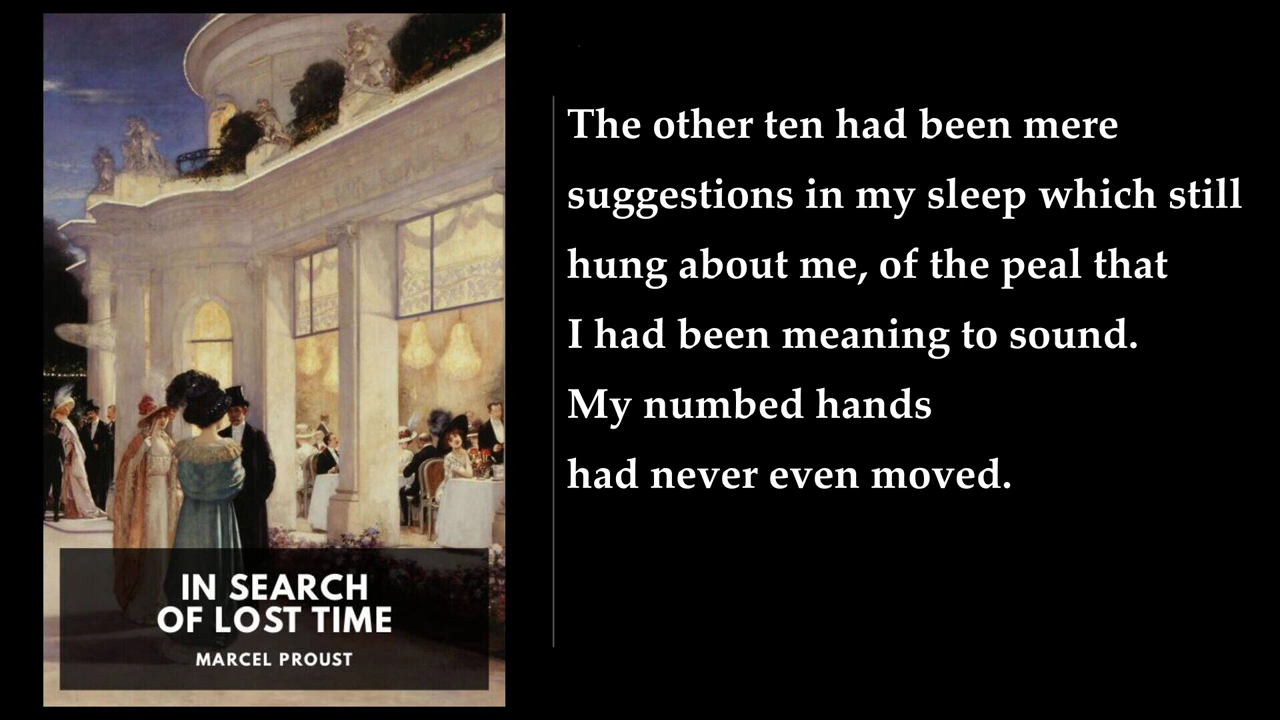 The other ten had been mere
suggestions in my sleep which still
hung about me, of the peal that
I had been meaning to sound.
My numbed hands
had never even moved.
IN SEARCH
OF LOST TIME
MARCEL PROUST